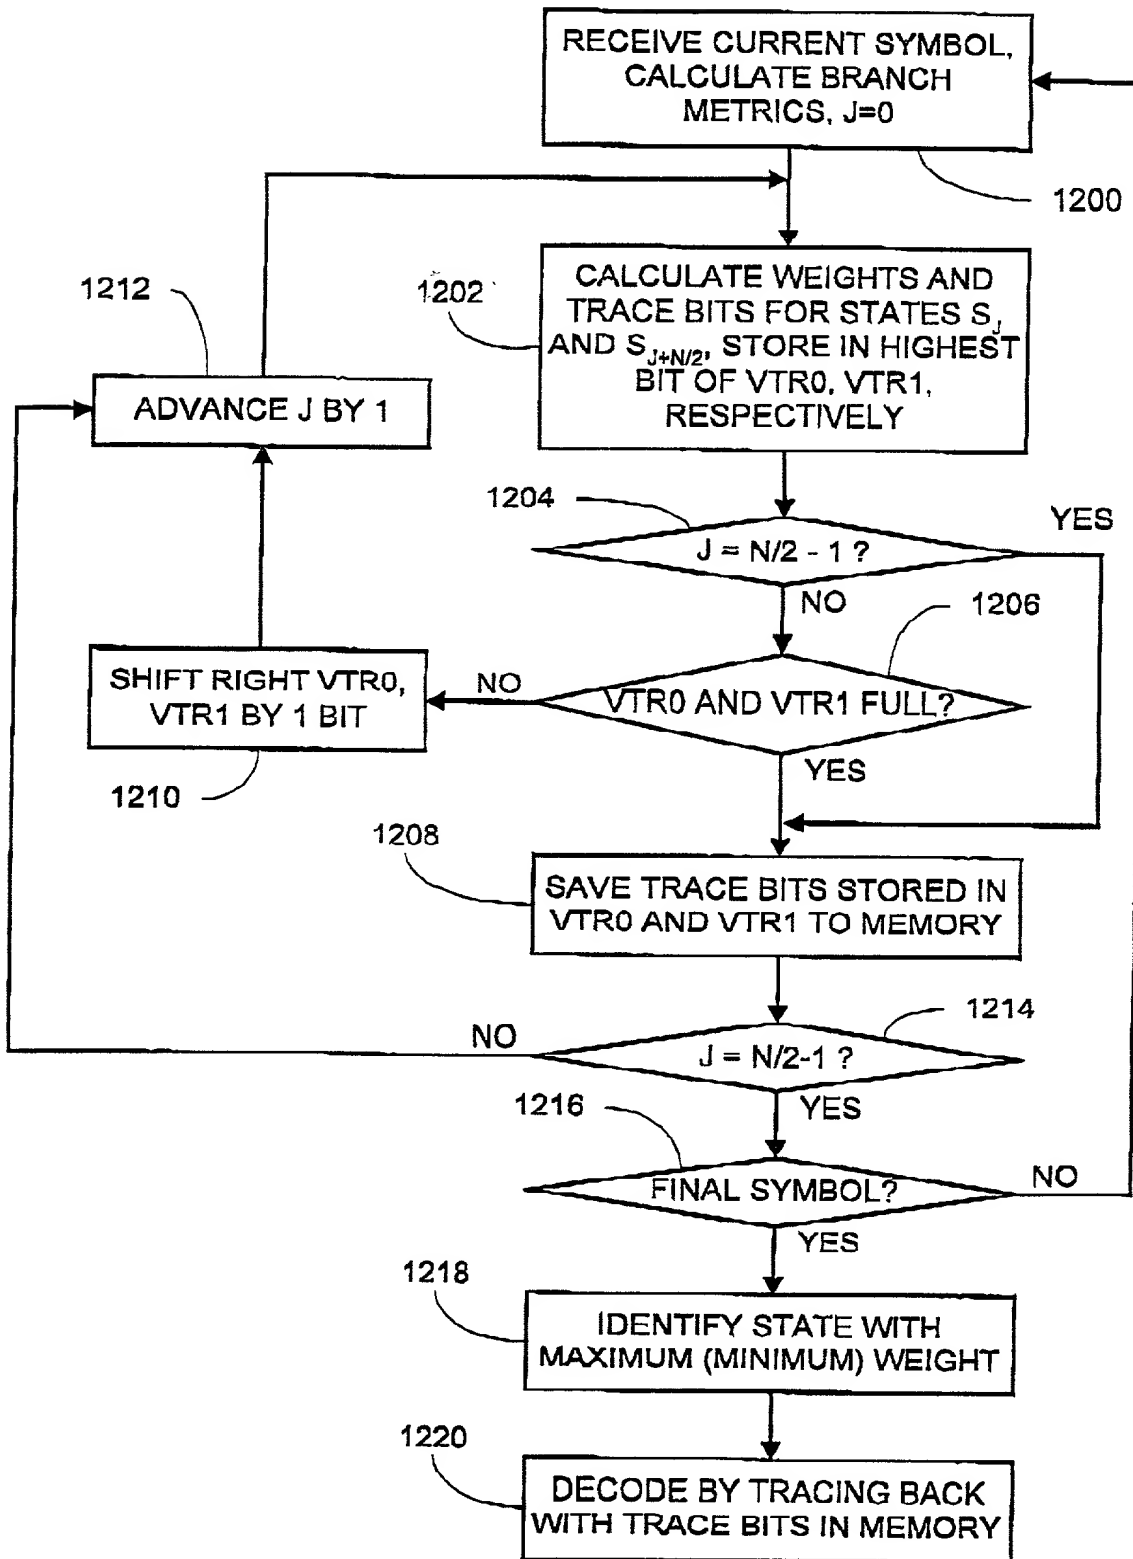 RECEIVE CURRENT SYMBOL,
CALCULATE BRANCH
METRICS, J=0
1200
1212
1202
CALCULATE WEIGHTS AND
TRACE BITS FOR STATES SJ
AND SJ+N/2, STORE IN HIGHEST
BIT OF VTR0, VTR1,
RESPECTIVELY
ADVANCE J BY 1
1204
YES
J = N/2 - 1 ?
NO
1206
SHIFT RIGHT VTR0,
VTR1 BY 1 BIT
NO
VTR0 AND VTR1 FULL?
YES
1210
1208
SAVE TRACE BITS STORED IN
VTR0 AND VTR1 TO MEMORY
1214
NO
J = N/2-1 ?
YES
1216
FINAL SYMBOL?
NO
YES
1218
IDENTIFY STATE WITH
MAXIMUM (MINIMUM) WEIGHT
1220
DECODE BY TRACING BACK
WITH TRACE BITS IN MEMORY